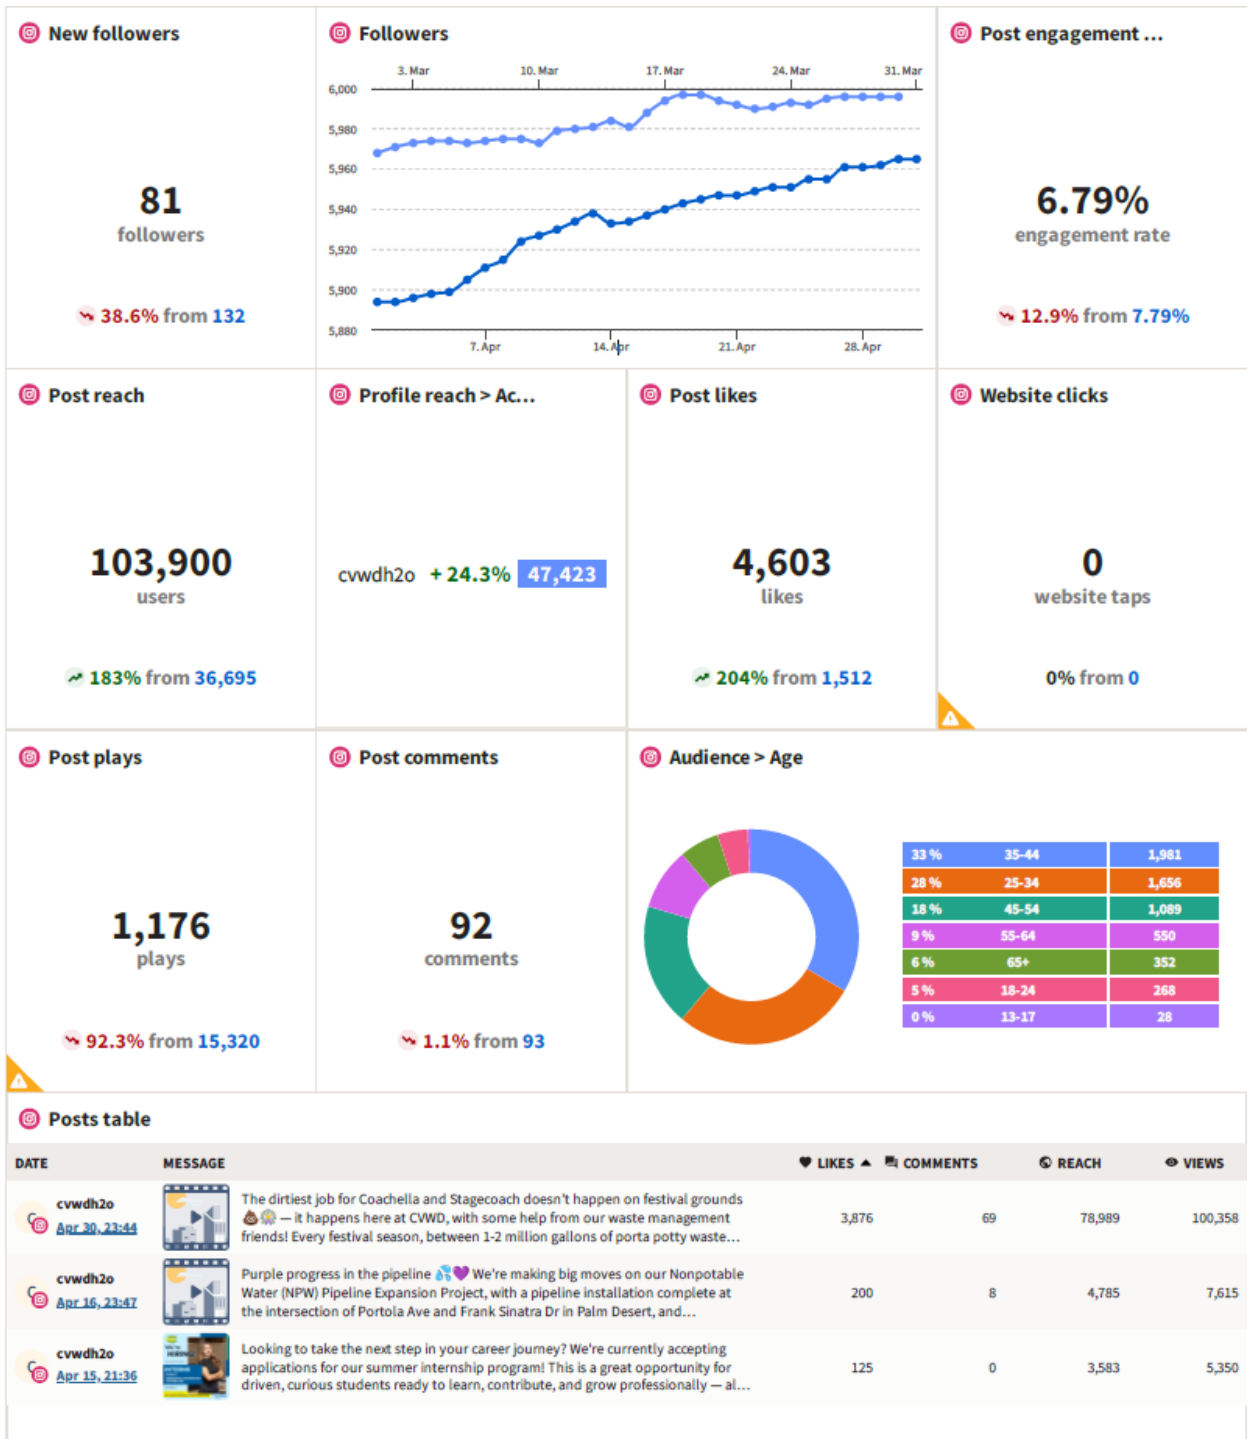 New followers
81
followers
38.6% from 132
Followers
3. Mar 10. Mar 17. Mar 24. Mar 31. Mar
6,000
5,980
5,960
5,940
5,920
5,900
5,880
7. Apr 14. Apr 21. Apr 28. Apr
Post engagement ...
6.79%
engagement rate
12.9% from 7.79%
Post reach
103,900
users
183% from 36,695
Profile reach > Ac...
cvwdh2o + 24.3% 47,423
Post likes
4,603
likes
204% from 1,512
Website clicks
0
website taps
0% from 0
Post plays
1,176
plays
92.3% from 15,320
Post comments
92
comments
1.1% from 93
Audience > Age
33 % 35-44 1,981
28 % 25-34 1,656
18 % 45-54 1,089
9 % 55-64 550
6 % 65+ 352
5 % 18-24 268
0 % 13-17 28
Posts table
DATE MESSAGE LIKES COMMENTS REACH VIEWS
cvwdh2o
Apr 30, 23:44
The dirtiest job for Coachella and Stagecoach doesn't happen on festival grounds
💩🎡 — it happens here at CVWD, with some help from our waste management
friends! Every festival season, between 1-2 million gallons of porta potty waste...
3,876 69 78,989 100,358
cvwdh2o
Apr 16, 23:47
Purple progress in the pipeline 💦💜 We're making big moves on our Nonpotable
Water (NPW) Pipeline Expansion Project, with a pipeline installation complete at
the intersection of Portola Ave and Frank Sinatra Dr in Palm Desert, and...
200 8 4,785 7,615
cvwdh2o
Apr 15, 21:36
Looking to take the next step in your career journey? We're currently accepting
applications for our summer internship program! This is a great opportunity for
driven, curious students ready to learn, contribute, and grow professionally — al...
125 0 3,583 5,350